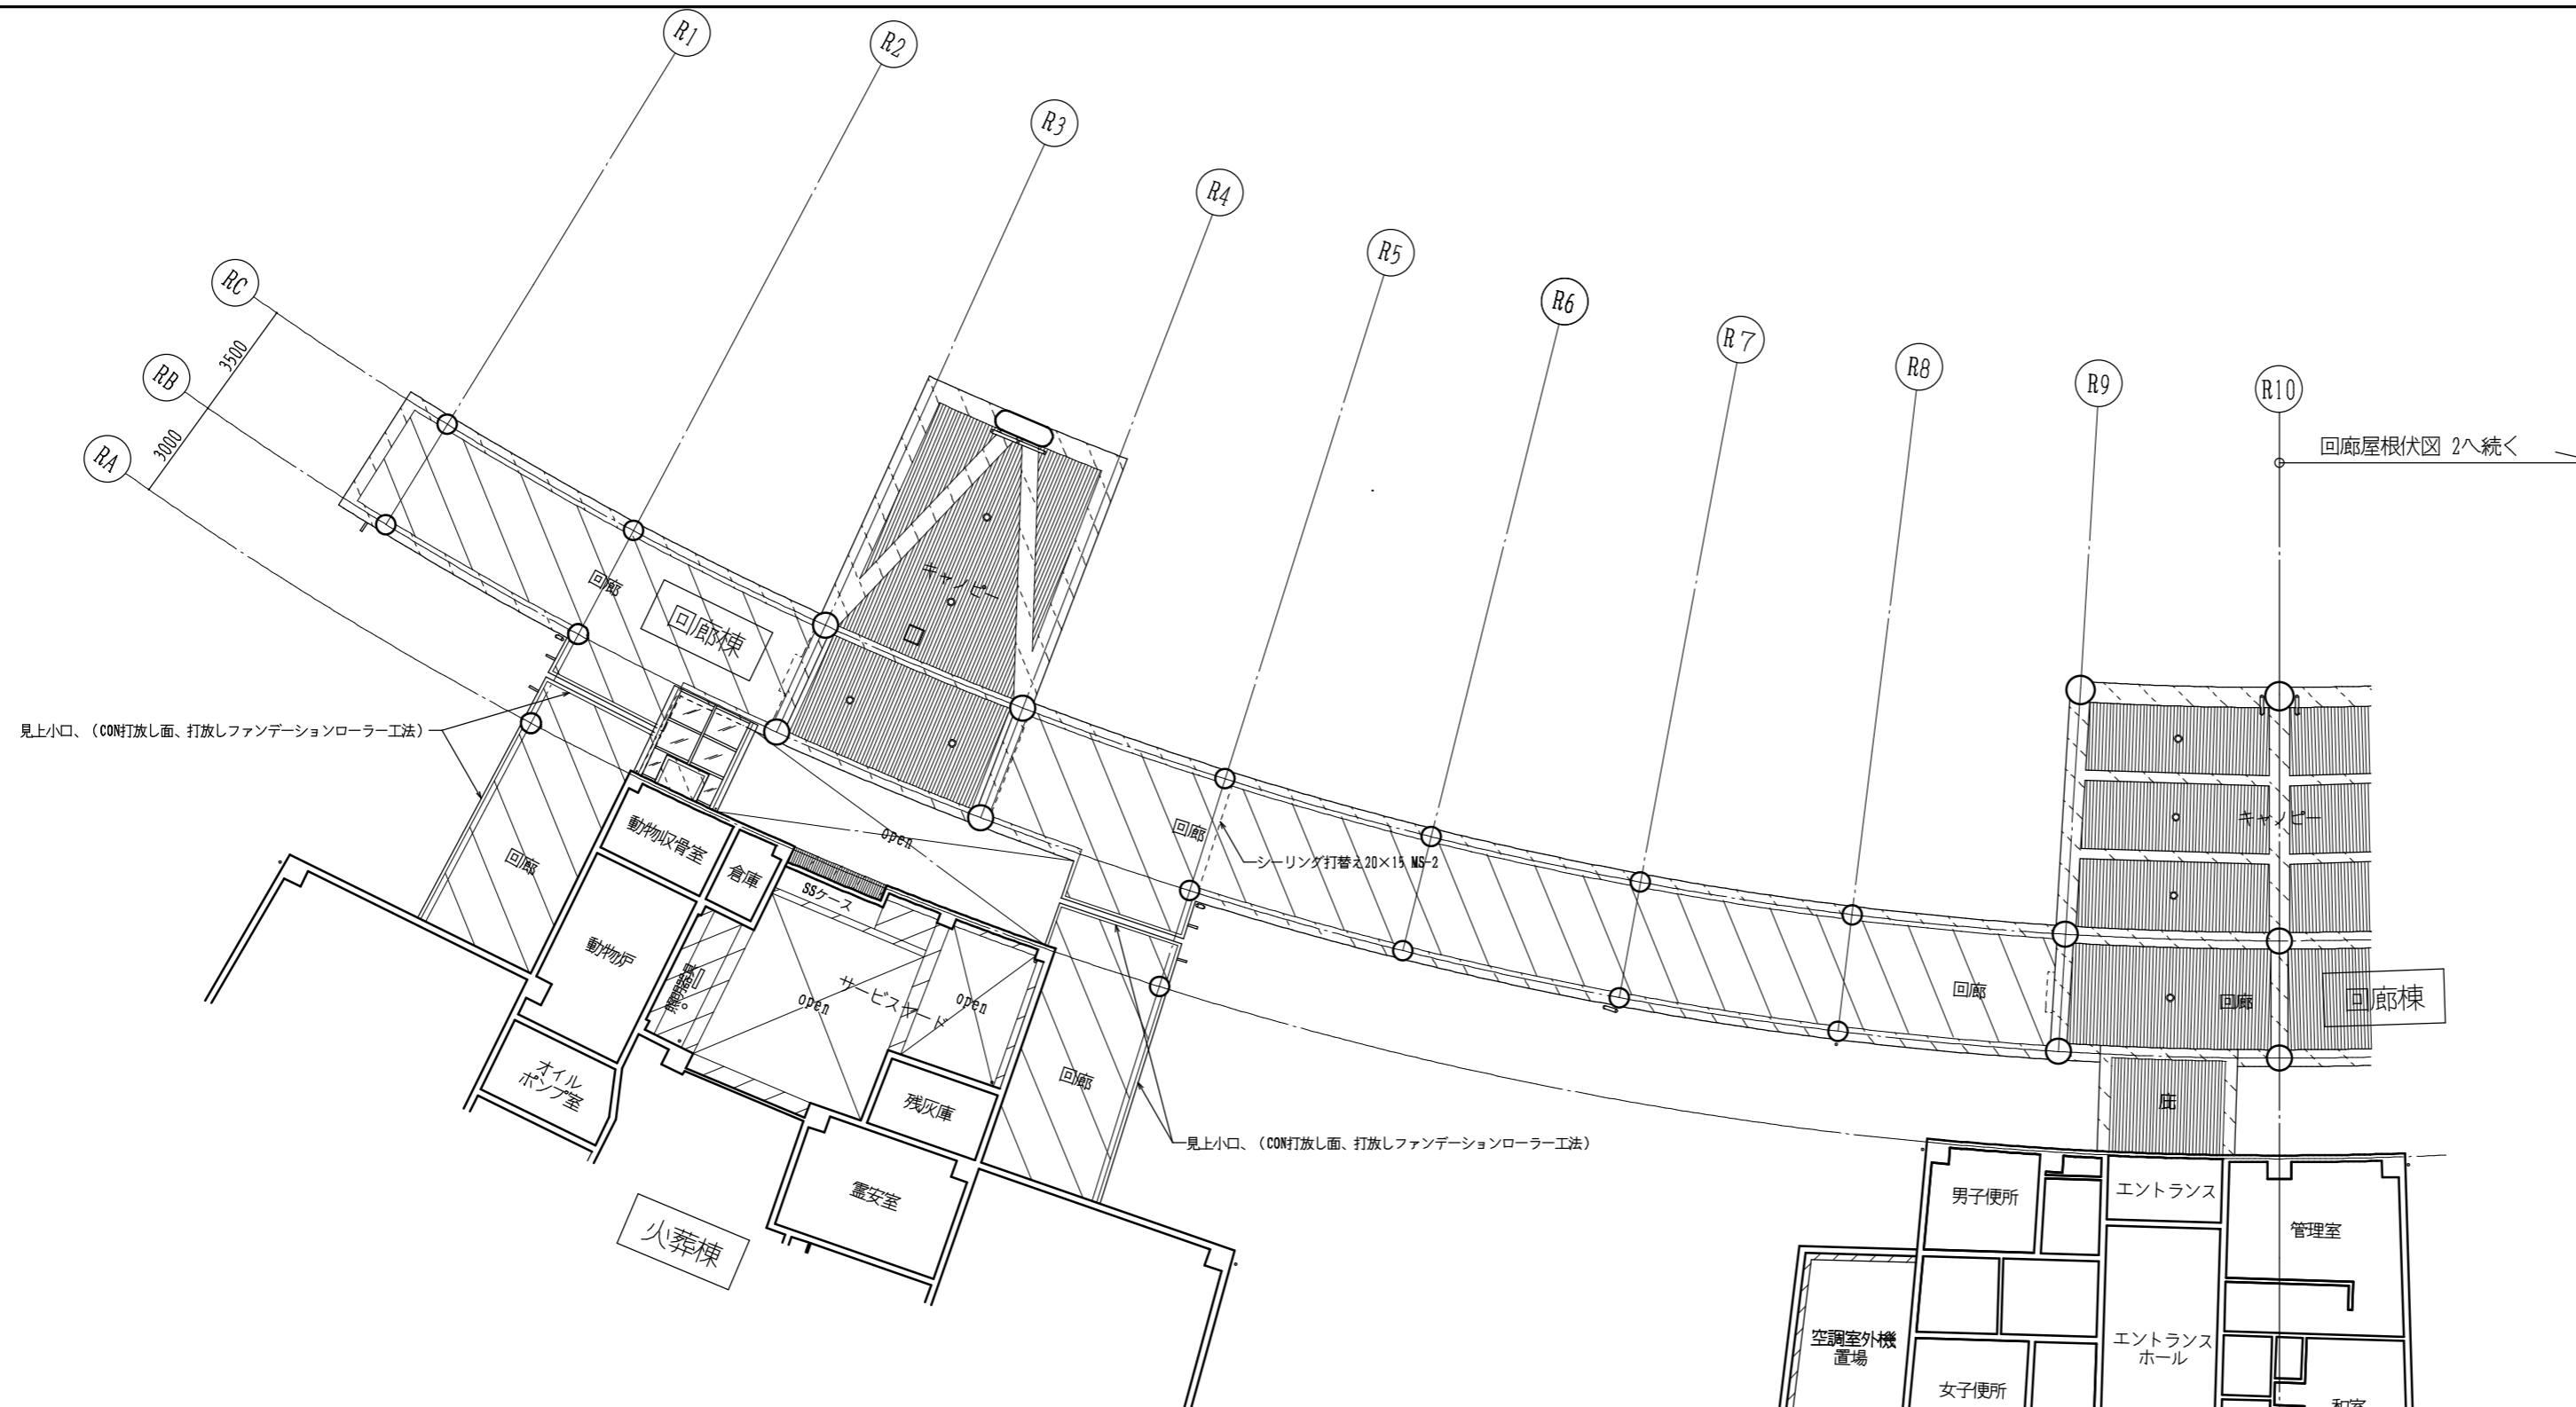 R1
R2
R3
R4
R5
R6
R7
R8
R9
R10
RC
RB
RA
3500
3000
回廊屋根伏図 2へ続く
キャノピー
回廊
回廊棟
見上小口、（CON打放し面、打放しファンデーションローラー工法）
open
回廊
シーリング打替え20×15 MS-2
キャノピー
動物収骨室
回廊
倉庫
SSケース
動物炉
サービスヤード
open
open
回廊
回廊
回廊棟
オイル
ポンプ室
残灰庫
回廊
庇
見上小口、（CON打放し面、打放しファンデーションローラー工法）
霊安室
火葬棟
男子便所
エントランス
管理室
空調室外機
置場
エントランス
ホール
女子便所